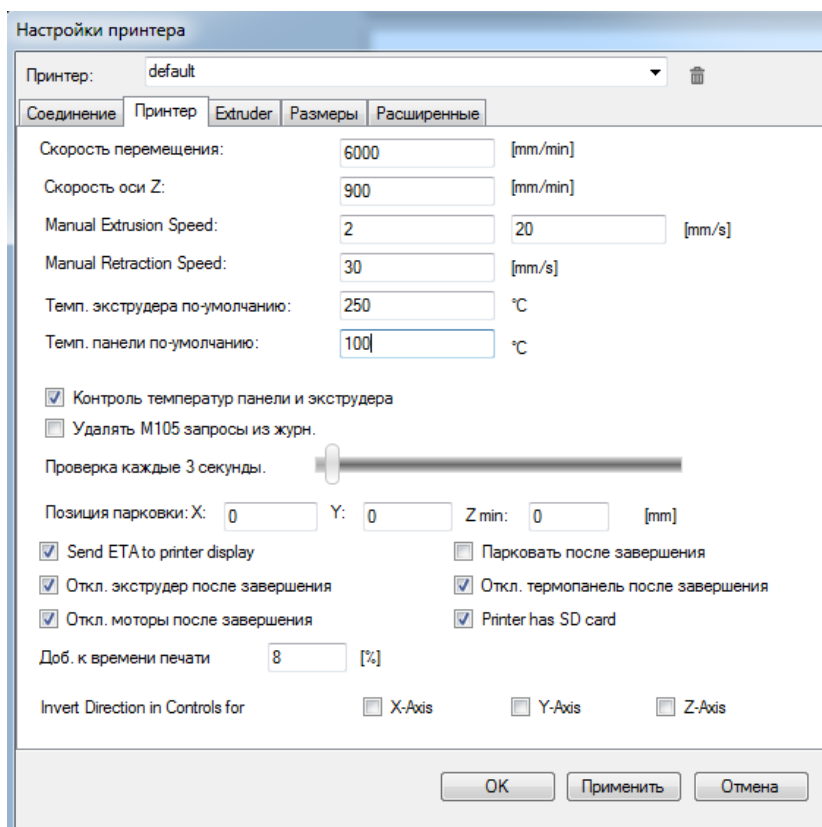 Настройки принтера
Принтер: default
Соединение Принтер Extruder Размеры Расширенные
Скорость перемещения: 6000 [mm/min]
Скорость оси Z: 900 [mm/min]
Manual Extrusion Speed: 2 20 [mm/s]
Manual Retraction Speed: 30 [mm/s]
Темп. экструдера по-умолчанию: 250 °C
Темп. панели по-умолчанию: 100 °C
Контроль температур панели и экструдера
Удалять M105 запросы из журн.
Проверка каждые 3 секунды.
Позиция парковки: X: 0 Y: 0 Z min: 0 [mm]
Send ETA to printer display Парковать после завершения
Откл. экструдер после завершения Откл. термопанель после завершения
Откл. моторы после завершения Printer has SD card
Доб. к времени печати 8 [%]
Invert Direction in Controls for X-Axis Y-Axis Z-Axis
OK Применить Отмена